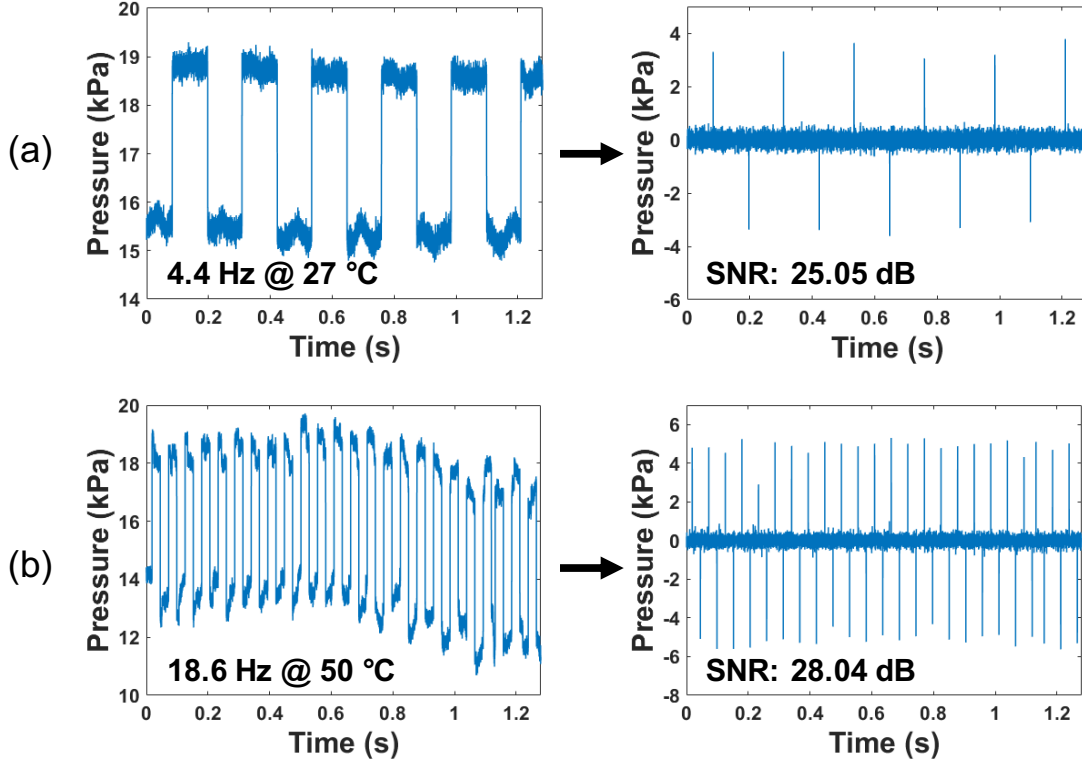 (a)
Pressure (kPa)
20
19
18
17
16
15
14
0 0.2 0.4 0.6 0.8 1 1.2
Time (s)
4.4 Hz @ 27 °C
Pressure (kPa)
4
2
0
-2
-4
-6
0 0.2 0.4 0.6 0.8 1 1.2
Time (s)
SNR: 25.05 dB
(b)
Pressure (kPa)
20
18
16
14
12
10
0 0.2 0.4 0.6 0.8 1 1.2
Time (s)
18.6 Hz @ 50 °C
Pressure (kPa)
6
4
2
0
-2
-4
-6
-8
0 0.2 0.4 0.6 0.8 1 1.2
Time (s)
SNR: 28.04 dB